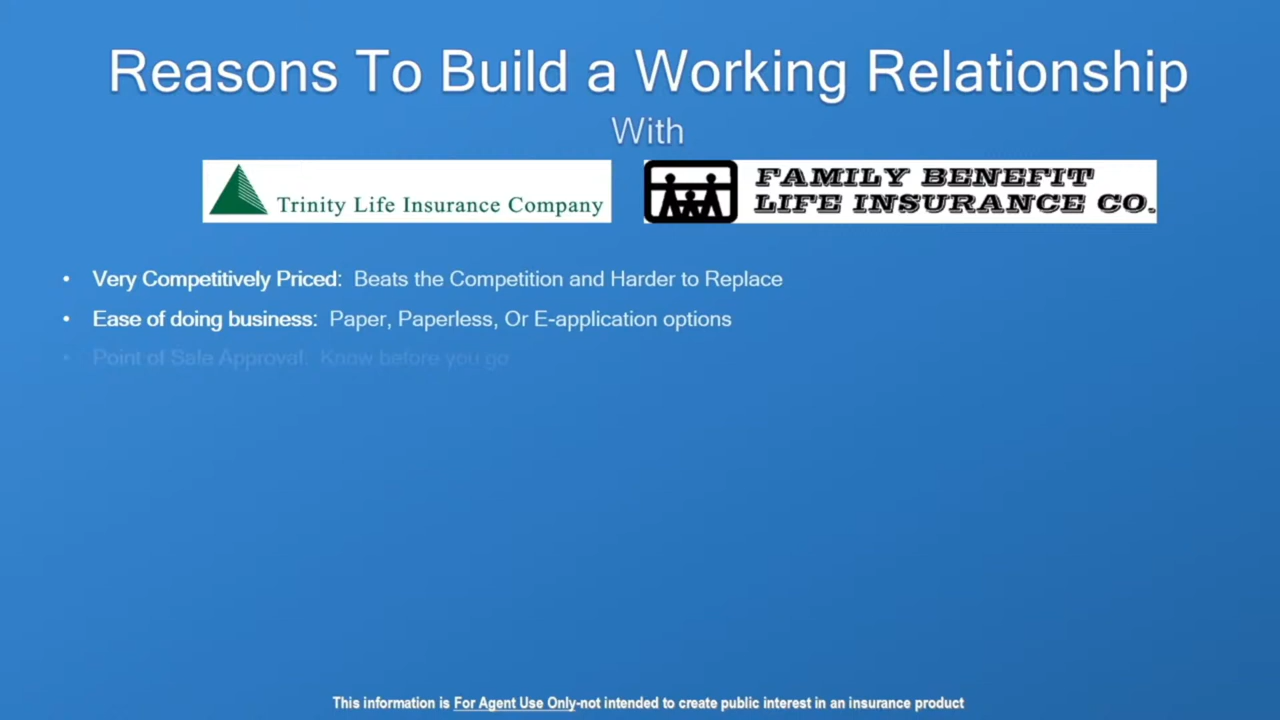 Reasons To Build a Working Relationship
With
Trinity Life Insurance Company
FAMILY BENEFIT
LIFE INSURANCE CO.
• Very Competitively Priced: Beats the Competition and Harder to Replace
• Ease of doing business: Paper, Paperless, Or E-application options
• Point of Sale Approval: Know before you go
This information is For Agent Use Only-not intended to create public interest in an insurance product